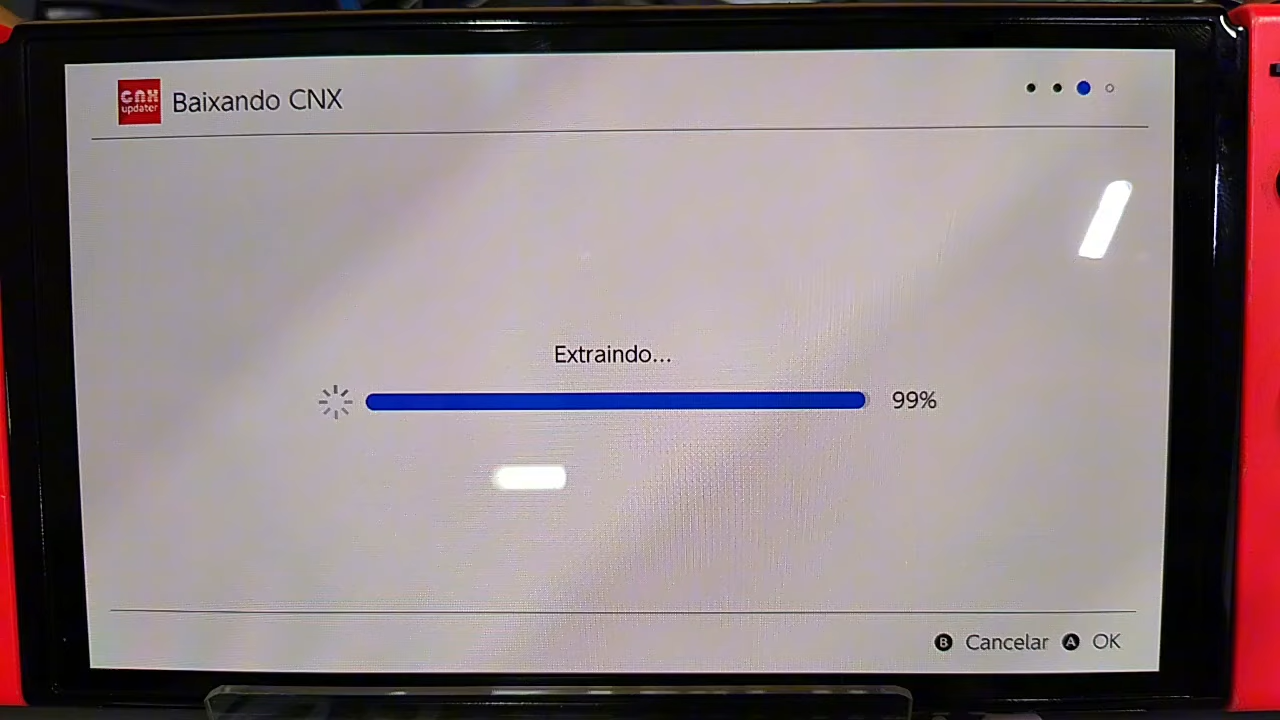 CNX
updater
Baixando CNX
Extraindo...
99%
B Cancelar A OK